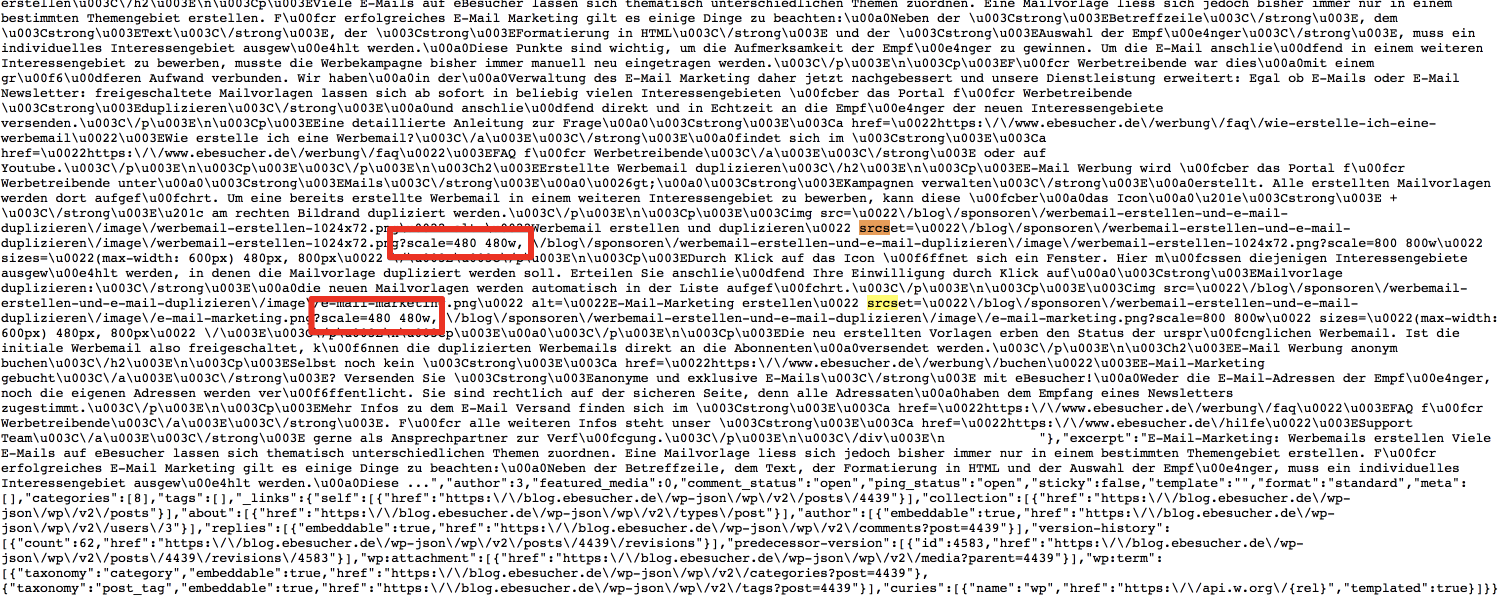 erstellen\u003C\/h2\u003E\n\u003Cp\u003EViele E-Mails auf eBesucher lassen sich thematisch unterschiedlichen Themen zuordnen. Eine Mailvorlage liess sich jedoch bisher immer nur in einem
bestimmten Themengebiet erstellen. F\u00fcr erfolgreiches E-Mail Marketing gilt es einige Dinge zu beachten:\u00a0Neben der \u003Cstrong\u003EBetreffzeile\u003C\/strong\u003E, dem
\u003Cstrong\u003EText\u003C\/strong\u003E, der \u003Cstrong\u003EFormatierung in HTML\u003C\/strong\u003E und der \u003Cstrong\u003EAuswahl der Empf\u00e4nger\u003C\/strong\u003E, muss ein
individuelles Interessengebiet ausgew\u00e4hlt werden.\u00a0Diese Punkte sind wichtig, um die Aufmerksamkeit der Empf\u00e4nger zu gewinnen. Um die E-Mail anschlie\u00dfend in einem weiteren
Interessengebiet zu bewerben, musste die Werbekampagne bisher immer manuell neu eingetragen werden.\u003C\/p\u003E\n\u003Cp\u003EF\u00fcr Werbetreibende war dies\u00a0mit einem
gr\u00f6\u00dferen Aufwand verbunden. Wir haben\u00a0in der\u00a0Verwaltung des E-Mail Marketing daher jetzt nachgebessert und unsere Dienstleistung erweitert: Egal ob E-Mails oder E-Mail
Newsletter: freigeschaltete Mailvorlagen lassen sich ab sofort in beliebig vielen Interessengebieten \u00fcber das Portal f\u00fcr Werbetreibende
\u003Cstrong\u003Eduplizieren\u003C\/strong\u003E\u00a0und anschlie\u00dfend direkt und in Echtzeit an die Empf\u00e4nger der neuen Interessengebiete
versenden.\u003C\/p\u003E\n\u003Cp\u003EEine detaillierte Anleitung zur Frage\u00a0\u003Cstrong\u003E\u003Ca href=\u0022https:\/\/www.ebesucher.de\/werbung\/faq\/wie-erstelle-ich-eine-
werbemail\u0022\u003EWie erstelle ich eine Werbemail?\u003C\/a\u003E\u003C\/strong\u003E\u00a0findet sich im \u003Cstrong\u003E\u003Ca
href=\u0022https:\/\/www.ebesucher.de\/werbung\/faq\u0022\u003EFAQ f\u00fcr Werbetreibende\u003C\/a\u003E\u003C\/strong\u003E oder auf
Youtube.\u003C\/p\u003E\n\u003Cp\u003E\u003C\/p\u003E\n\u003Ch2\u003EErstellte Werbemail duplizieren\u003C\/h2\u003E\n\u003Cp\u003EE-Mail Werbung wird \u00fcber das Portal f\u00fcr
Werbetreibende unter\u00a0\u003Cstrong\u003EMails\u003C\/strong\u003E\u00a0\u0026gt;\u00a0\u003Cstrong\u003EKampagnen verwalten\u003C\/strong\u003E\u00a0erstellt. Alle erstellten Mailvorlagen
werden dort aufgef\u00fchrt. Um eine bereits erstellte Werbemail in einem weiteren Interessengebiet zu bewerben, kann diese \u00fcber\u00a0das Icon\u00a0\u201e\u003Cstrong\u003E +
\u003C\/strong\u003E\u201c am rechten Bildrand dupliziert werden.\u003C\/p\u003E\n\u003Cp\u003E\u003Cimg src=\u0022\/blog\/sponsoren\/werbemail-erstellen-und-e-mail-
duplizieren\/image\/werbemail-erstellen-1024x72.png\u0022 alt=\u0022Werbemail erstellen und duplizieren\u0022 srcset=\u0022\/blog\/sponsoren\/werbemail-erstellen-und-e-mail-
duplizieren\/image\/werbemail-erstellen-1024x72.png?scale=480 480w, \/blog\/sponsoren\/werbemail-erstellen-und-e-mail-duplizieren\/image\/werbemail-erstellen-1024x72.png?scale=800 800w\u0022
sizes=\u0022(max-width: 600px) 480px, 800px\u0022 \/\u003E\u003C\/p\u003E\n\u003Cp\u003EDurch Klick auf das Icon \u00f6ffnet sich ein Fenster. Hier m\u00fcssen diejenigen Interessengebiete
ausgew\u00e4hlt werden, in denen die Mailvorlage dupliziert werden soll. Erteilen Sie anschlie\u00dfend Ihre Einwilligung durch Klick auf\u00a0\u003Cstrong\u003EMailvorlage
duplizieren:\u003C\/strong\u003E\u00a0die neuen Mailvorlagen werden automatisch in der Liste aufgef\u00fchrt.\u003C\/p\u003E\n\u003Cp\u003E\u003Cimg src=\u0022\/blog\/sponsoren\/werbemail-
erstellen-und-e-mail-duplizieren\/image\/e-mail-marketing.png\u0022 alt=\u0022E-Mail-Marketing erstellen\u0022 srcset=\u0022\/blog\/sponsoren\/werbemail-erstellen-und-e-mail-
duplizieren\/image\/e-mail-marketing.png?scale=480 480w, \/blog\/sponsoren\/werbemail-erstellen-und-e-mail-duplizieren\/image\/e-mail-marketing.png?scale=800 800w\u0022 sizes=\u0022(max-width:
600px) 480px, 800px\u0022 \/\u003E\u003C\/p\u003E\n\u003Cp\u003E\u00a0\u003C\/p\u003E\n\u003Cp\u003EDie neu erstellten Vorlagen erben den Status der urspr\u00fcnglichen Werbemail. Ist die
initiale Werbemail also freigeschaltet, k\u00f6nnen die duplizierten Werbemails direkt an die Abonnenten\u00a0versendet werden.\u003C\/p\u003E\n\u003Ch2\u003EE-Mail Werbung anonym
buchen\u003C\/h2\u003E\n\u003Cp\u003ESelbst noch kein \u003Cstrong\u003E\u003Ca href=\u0022https:\/\/www.ebesucher.de\/werbung\/buchen\u0022\u003EE-Mail-Marketing
gebucht\u003C\/a\u003E\u003C\/strong\u003E? Versenden Sie \u003Cstrong\u003Eanonyme und exklusive E-Mails\u003C\/strong\u003E mit eBesucher!\u00a0Weder die E-Mail-Adressen der Empf\u00e4nger,
noch die eigenen Adressen werden ver\u00f6ffentlicht. Sie sind rechtlich auf der sicheren Seite, denn alle Adressaten\u00a0haben dem Empfang eines Newsletters
zugestimmt.\u003C\/p\u003E\n\u003Cp\u003EMehr Infos zu dem E-Mail Versand finden sich im \u003Cstrong\u003E\u003Ca href=\u0022https:\/\/www.ebesucher.de\/werbung\/faq\u0022\u003EFAQ f\u00fcr
Werbetreibende\u003C\/a\u003E\u003C\/strong\u003E. F\u00fcr alle weiteren Infos steht unser \u003Cstrong\u003E\u003Ca href=\u0022https:\/\/www.ebesucher.de\/hilfe\u0022\u003ESupport
Team\u003C\/a\u003E\u003C\/strong\u003E gerne als Ansprechpartner zur Verf\u00fcgung.\u003C\/p\u003E\n\u003C\/div\u003E\n "},"excerpt":"E-Mail-Marketing: Werbemails erstellen Viele
E-Mails auf eBesucher lassen sich thematisch unterschiedlichen Themen zuordnen. Eine Mailvorlage liess sich jedoch bisher immer nur in einem bestimmten Themengebiet erstellen. F\u00fcr
erfolgreiches E-Mail Marketing gilt es einige Dinge zu beachten:\u00a0Neben der Betreffzeile, dem Text, der Formatierung in HTML und der Auswahl der Empf\u00e4nger, muss ein individuelles
Interessengebiet ausgew\u00e4hlt werden.\u00a0Diese ...","author":3,"featured_media":0,"comment_status":"open","ping_status":"open","sticky":false,"template":"","format":"standard","meta":
[],"categories":[8],"tags":[],"_links":{"self":[{"href":"https:\/\/blog.ebesucher.de\/wp-json\/wp\/v2\/posts\/4439"}],"collection":[{"href":"https:\/\/blog.ebesucher.de\/wp-
json\/wp\/v2\/posts"}],"about":[{"href":"https:\/\/blog.ebesucher.de\/wp-json\/wp\/v2\/types\/post"}],"author":[{"embeddable":true,"href":"https:\/\/blog.ebesucher.de\/wp-
json\/wp\/v2\/users\/3"}],"replies":[{"embeddable":true,"href":"https:\/\/blog.ebesucher.de\/wp-json\/wp\/v2\/comments?post=4439"}],"version-history":
[{"count":62,"href":"https:\/\/blog.ebesucher.de\/wp-json\/wp\/v2\/posts\/4439\/revisions"}],"predecessor-version":[{"id":4583,"href":"https:\/\/blog.ebesucher.de\/wp-
json\/wp\/v2\/posts\/4439\/revisions\/4583"}],"wp:attachment":[{"href":"https:\/\/blog.ebesucher.de\/wp-json\/wp\/v2\/media?parent=4439"}],"wp:term":
[{"taxonomy":"category","embeddable":true,"href":"https:\/\/blog.ebesucher.de\/wp-json\/wp\/v2\/categories?post=4439"},
{"taxonomy":"post_tag","embeddable":true,"href":"https:\/\/blog.ebesucher.de\/wp-json\/wp\/v2\/tags?post=4439"}],"curies":[{"name":"wp","href":"https:\/\/api.w.org\/{rel}","templated":true}]}}